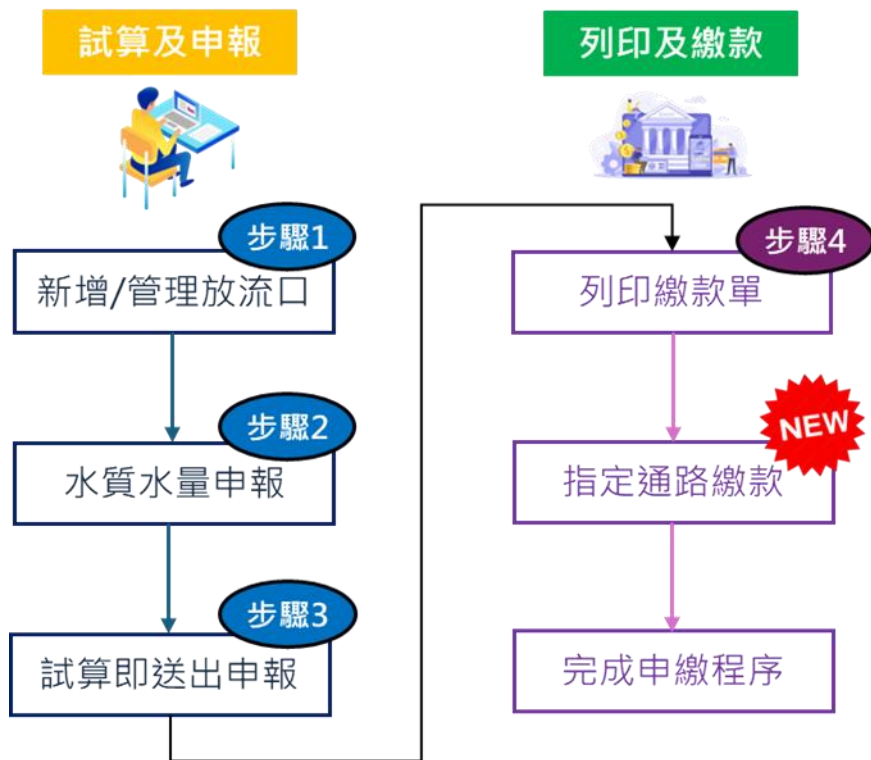 試算及申報
步驟1
新增/管理放流口
步驟2
水質水量申報
步驟3
試算即送出申報
列印及繳款
步驟4
列印繳款單
NEW
指定通路繳款
完成申繳程序